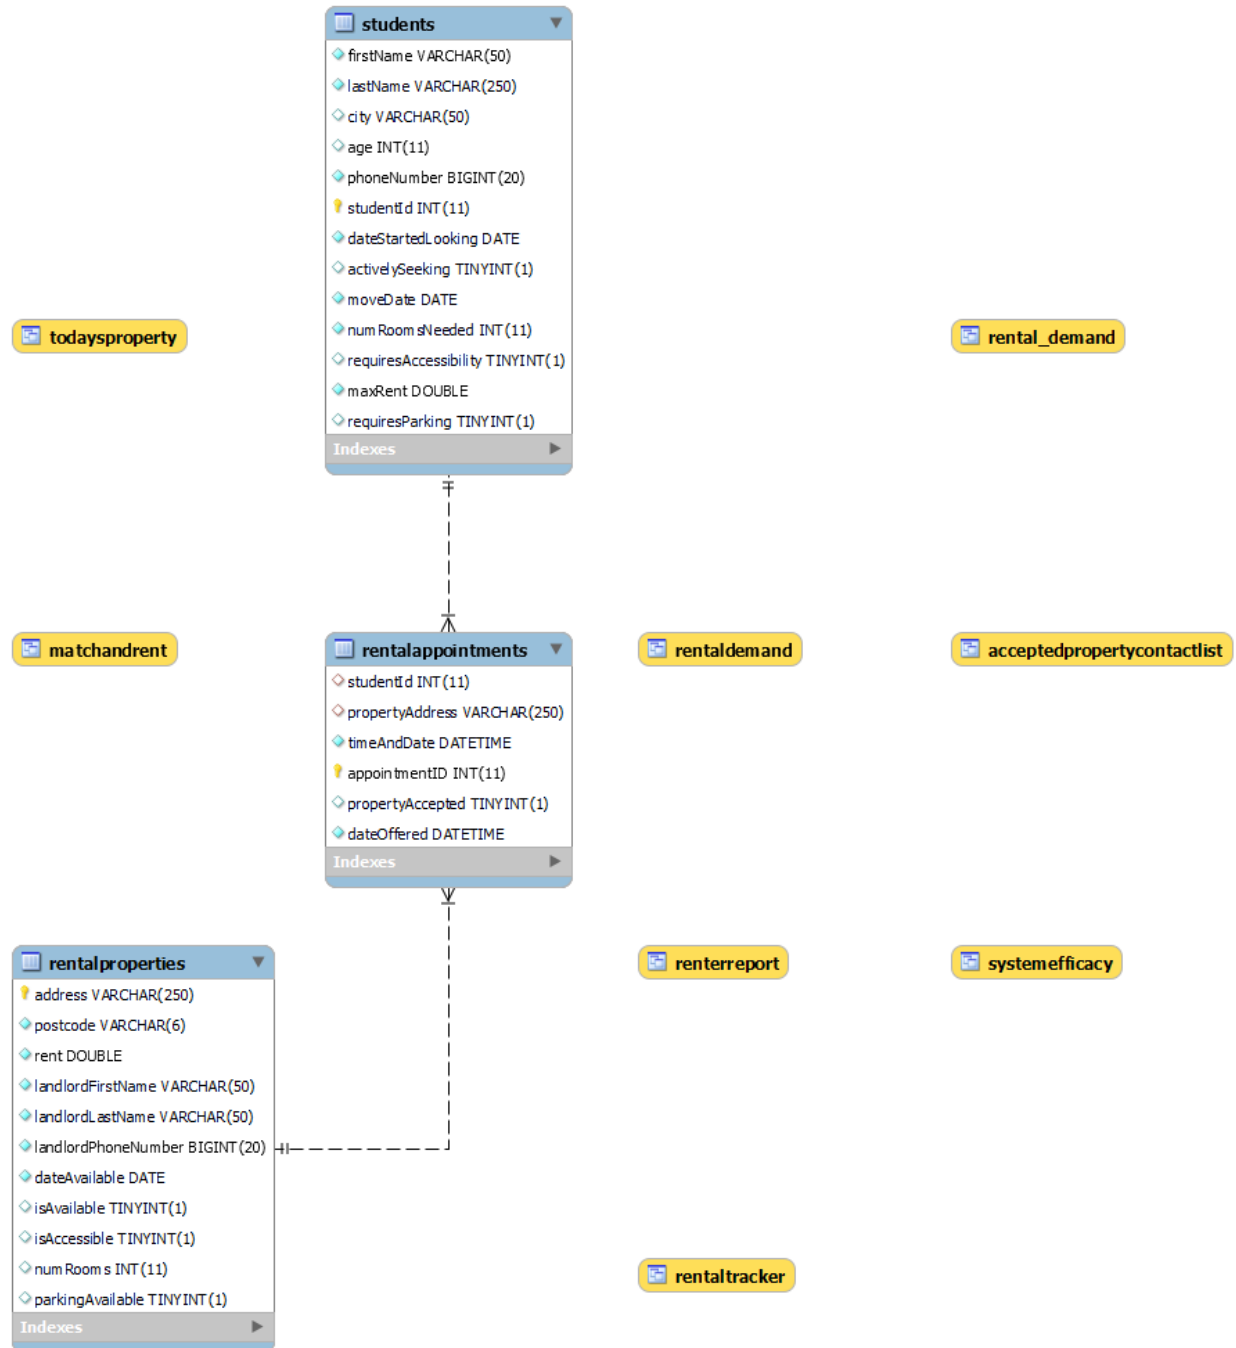 students
firstName VARCHAR(50)
lastName VARCHAR(250)
city VARCHAR(50)
age INT(11)
phoneNumber BIGINT(20)
studentId INT(11)
dateStartedLooking DATE
activelySeeking TINYINT(1)
moveDate DATE
numRoomsNeeded INT(11)
requiresAccessibility TINYINT(1)
maxRent DOUBLE
requiresParking TINYINT(1)
Indexes
todaysproperty
rental_demand
matchandrent
rentalappointments
studentId INT(11)
propertyAddress VARCHAR(250)
timeAndDate DATETIME
appointmentID INT(11)
propertyAccepted TINYINT(1)
dateOffered DATETIME
Indexes
rentaldemand
acceptedpropertycontactlist
rentalproperties
address VARCHAR(250)
postcode VARCHAR(6)
rent DOUBLE
landlordFirstName VARCHAR(50)
landlordLastName VARCHAR(50)
landlordPhoneNumber BIGINT(20)
dateAvailable DATE
isAvailable TINYINT(1)
isAccessible TINYINT(1)
numRooms INT(11)
parkingAvailable TINYINT(1)
Indexes
renterreport
systemefficacy
rentaltracker